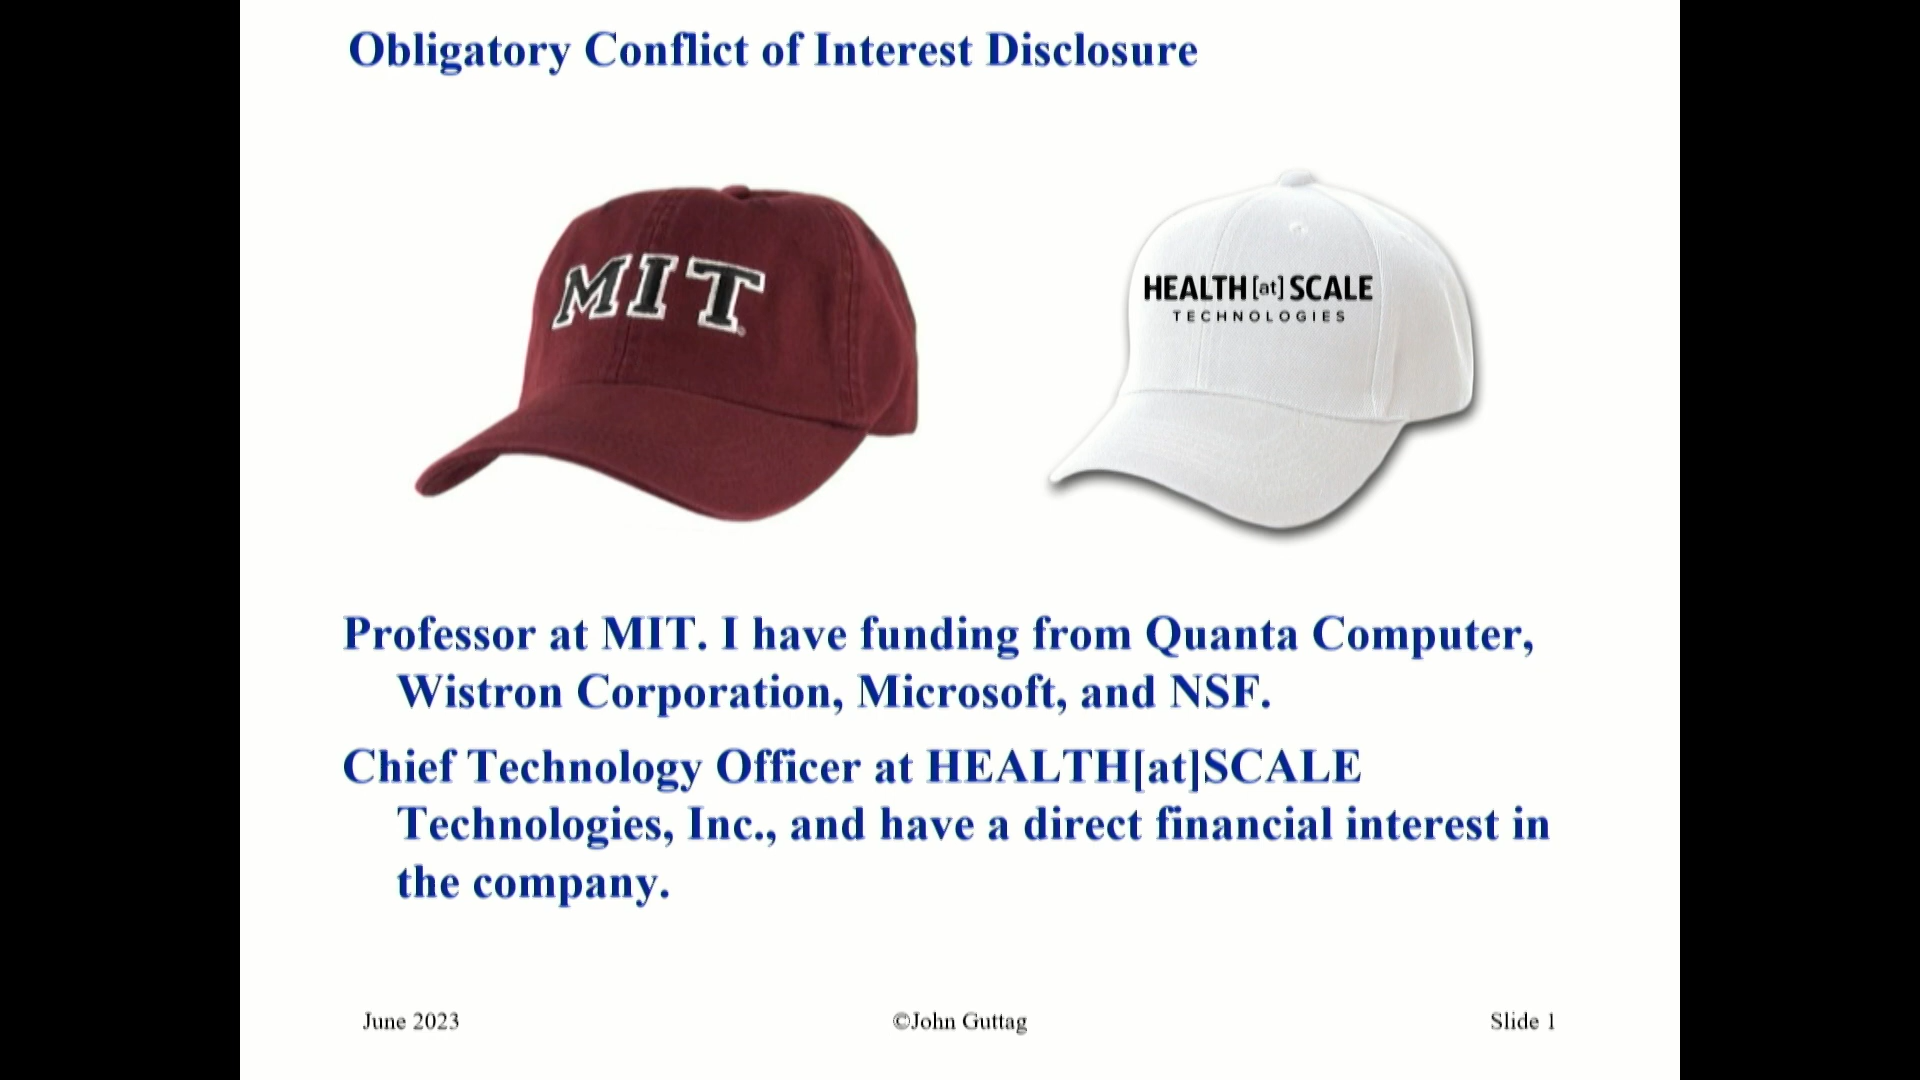 Obligatory Conflict of Interest Disclosure
MIT
HEALTH [at] SCALE
TECHNOLOGIES
Professor at MIT. I have funding from Quanta Computer,
Wistron Corporation, Microsoft, and NSF.
Chief Technology Officer at HEALTH[at]SCALE
Technologies, Inc., and have a direct financial interest in
the company.
June 2023
©John Guttag
Slide 1